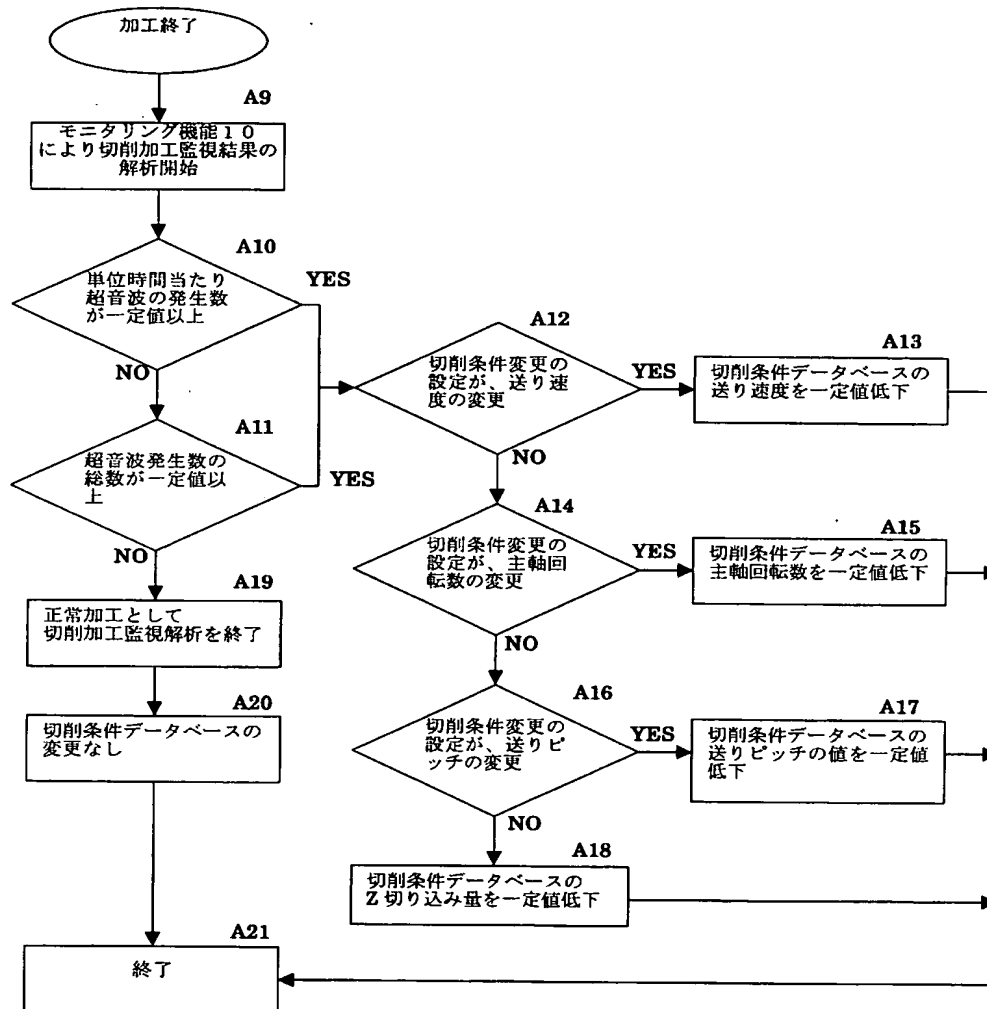 加工終了
A9
モニタリング機能１０
により切削加工監視結果の
解析開始
A10
単位時間当たり
超音波の発生数
が一定値以上
YES
NO
A11
超音波発生数の
総数が一定値以
上
YES
NO
A12
切削条件変更の
設定が、送り速
度の変更
YES
NO
A13
切削条件データベースの
送り速度を一定値低下
A14
切削条件変更の
設定が、主軸回
転数の変更
YES
NO
A15
切削条件データベースの
主軸回転数を一定値低下
A16
切削条件変更の
設定が、送りピ
ッチの変更
YES
NO
A17
切削条件データベースの
送りピッチの値を一定値
低下
A18
切削条件データベースの
Z切り込み量を一定値低下
A19
正常加工として
切削加工監視解析を終了
A20
切削条件データベースの
変更なし
A21
終了